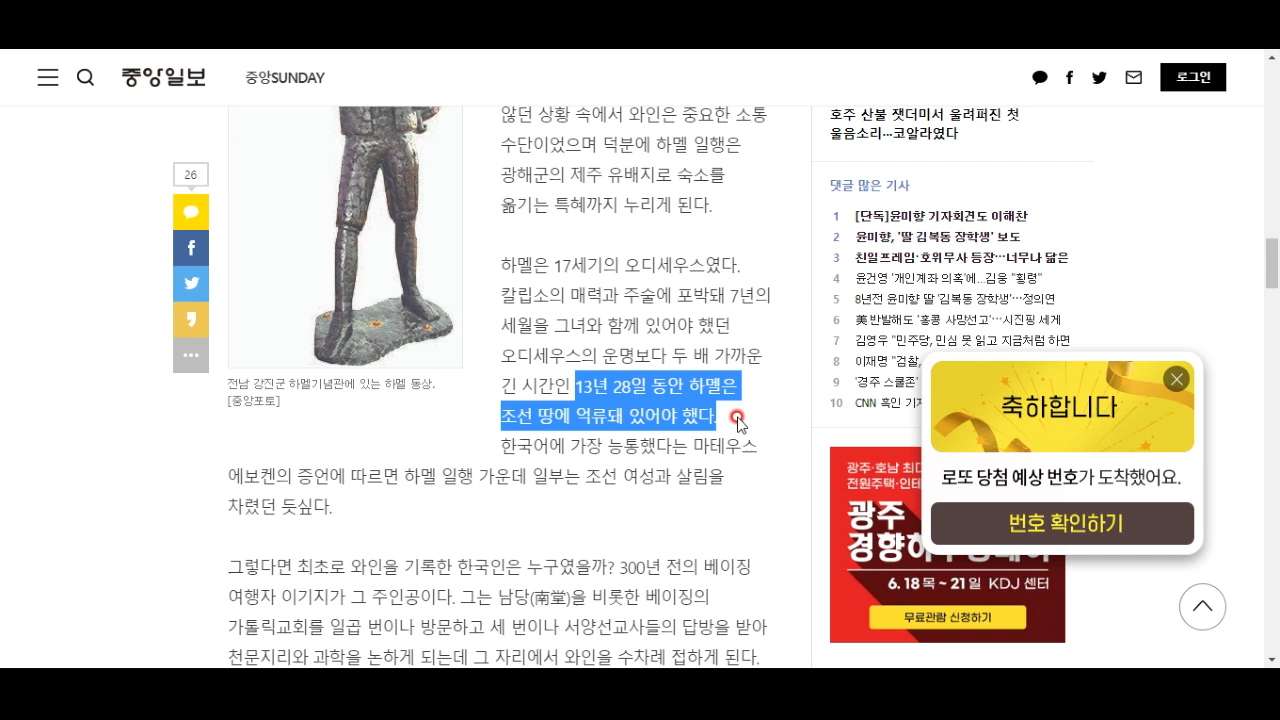 중앙일보
중앙SUNDAY
로그인
26
않던 상황 속에서 와인은 중요한 소통
수단이었으며 덕분에 하멜 일행은
광해군의 제주 유배지로 숙소를
옮기는 특혜까지 누리게 된다.
하멜은 17세기의 오디세우스였다.
칼립소의 매력과 주술에 포박돼 7년의
세월을 그녀와 함께 있어야 했던
오디세우스의 운명보다 두 배 가까운
긴 시간인 13년 28일 동안 하멜은
조선 땅에 억류돼 있어야 했다.
한국어에 가장 능통했다는 마테우스
에보켄의 증언에 따르면 하멜 일행 가운데 일부는 조선 여성과 살림을
차렸던 듯싶다.
전남 강진군 하멜기념관에 있는 하멜 동상.
[중앙포토]
그렇다면 최초로 와인을 기록한 한국인은 누구였을까? 300년 전의 베이징
여행자 이기지가 그 주인공이다. 그는 남당(南堂)을 비롯한 베이징의
가톨릭교회를 일곱 번이나 방문하고 세 번이나 서양선교사들의 답방을 받아
천문지리와 과학을 논하게 되는데 그 자리에서 와인을 수차례 접하게 된다.
호주 산불 잿더미서 울려퍼진 첫
울음소리…코알라였다
댓글 많은 기사
1 [단독]윤미향 기자회견도 이해찬
2 윤미향, '딸 김복동 장학생' 보도
3 친일프레임·호위무사 등장…너무나 닮은
4 윤건영 '개인계좌 의혹'에…김웅 "횡령"
5 8년전 윤미향 딸 '김복동 장학생'…정의연
6 美 반발해도 '홍콩 사망선고'…시진핑 세게
7 김영우 "민주당, 민심 못 읽고 지금처럼 하면
8 이재명 "검찰,
9 '경주 스쿨존'
10 CNN 흑인 기
축하합니다
로또 당첨 예상 번호가 도착했어요.
번호 확인하기
광주·호남 최대
전원주택·인테
광주
경향하
6. 18 목 ~ 21 일 KDJ 센터
무료관람 신청하기